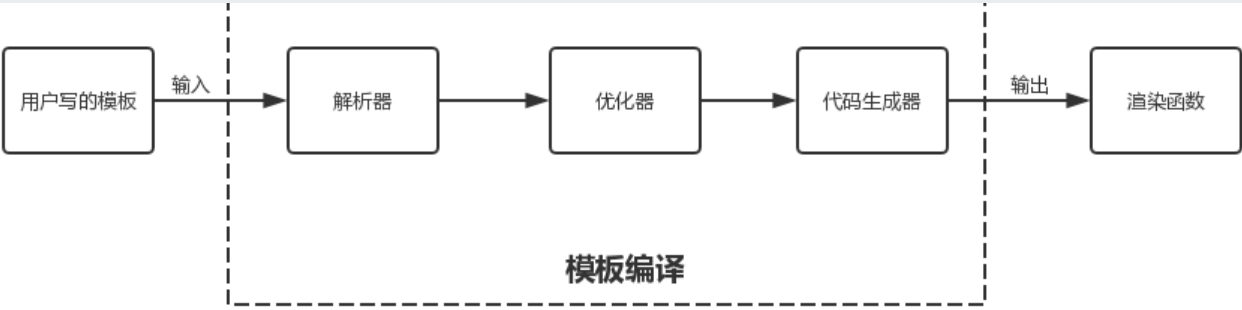 用户写的模板
输入
解析器
优化器
代码生成器
输出
渲染函数
模板编译